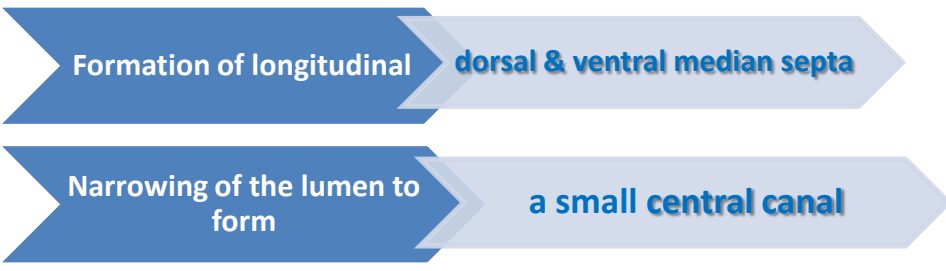 Formation of longitudinal
dorsal & ventral median septa
Narrowing of the lumen to
form
a small central canal